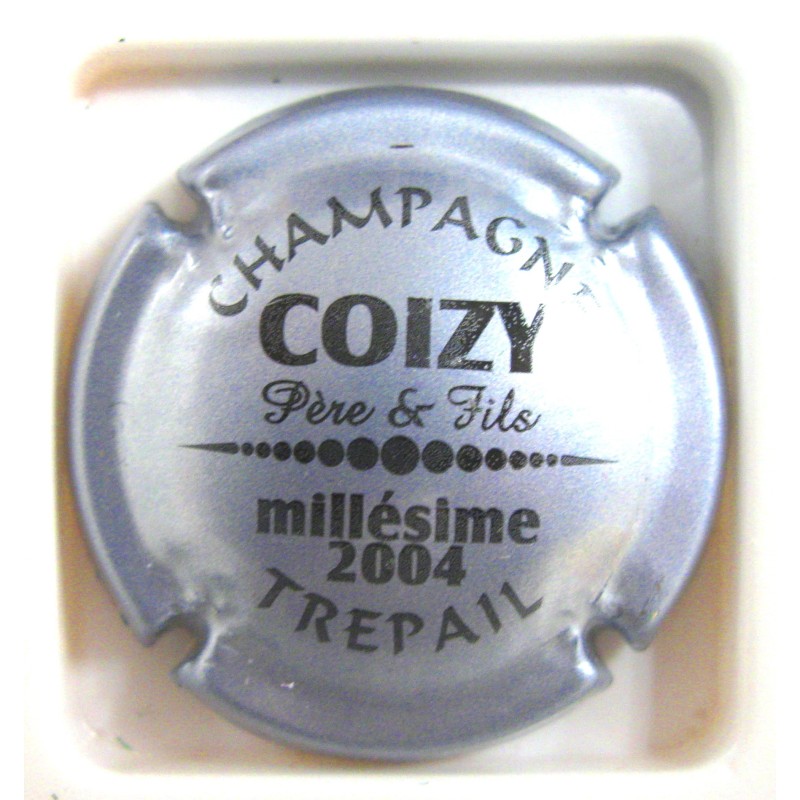 CHAMPAGNE
COIZY
Père & Fils
millésime
2004
TREPAIL